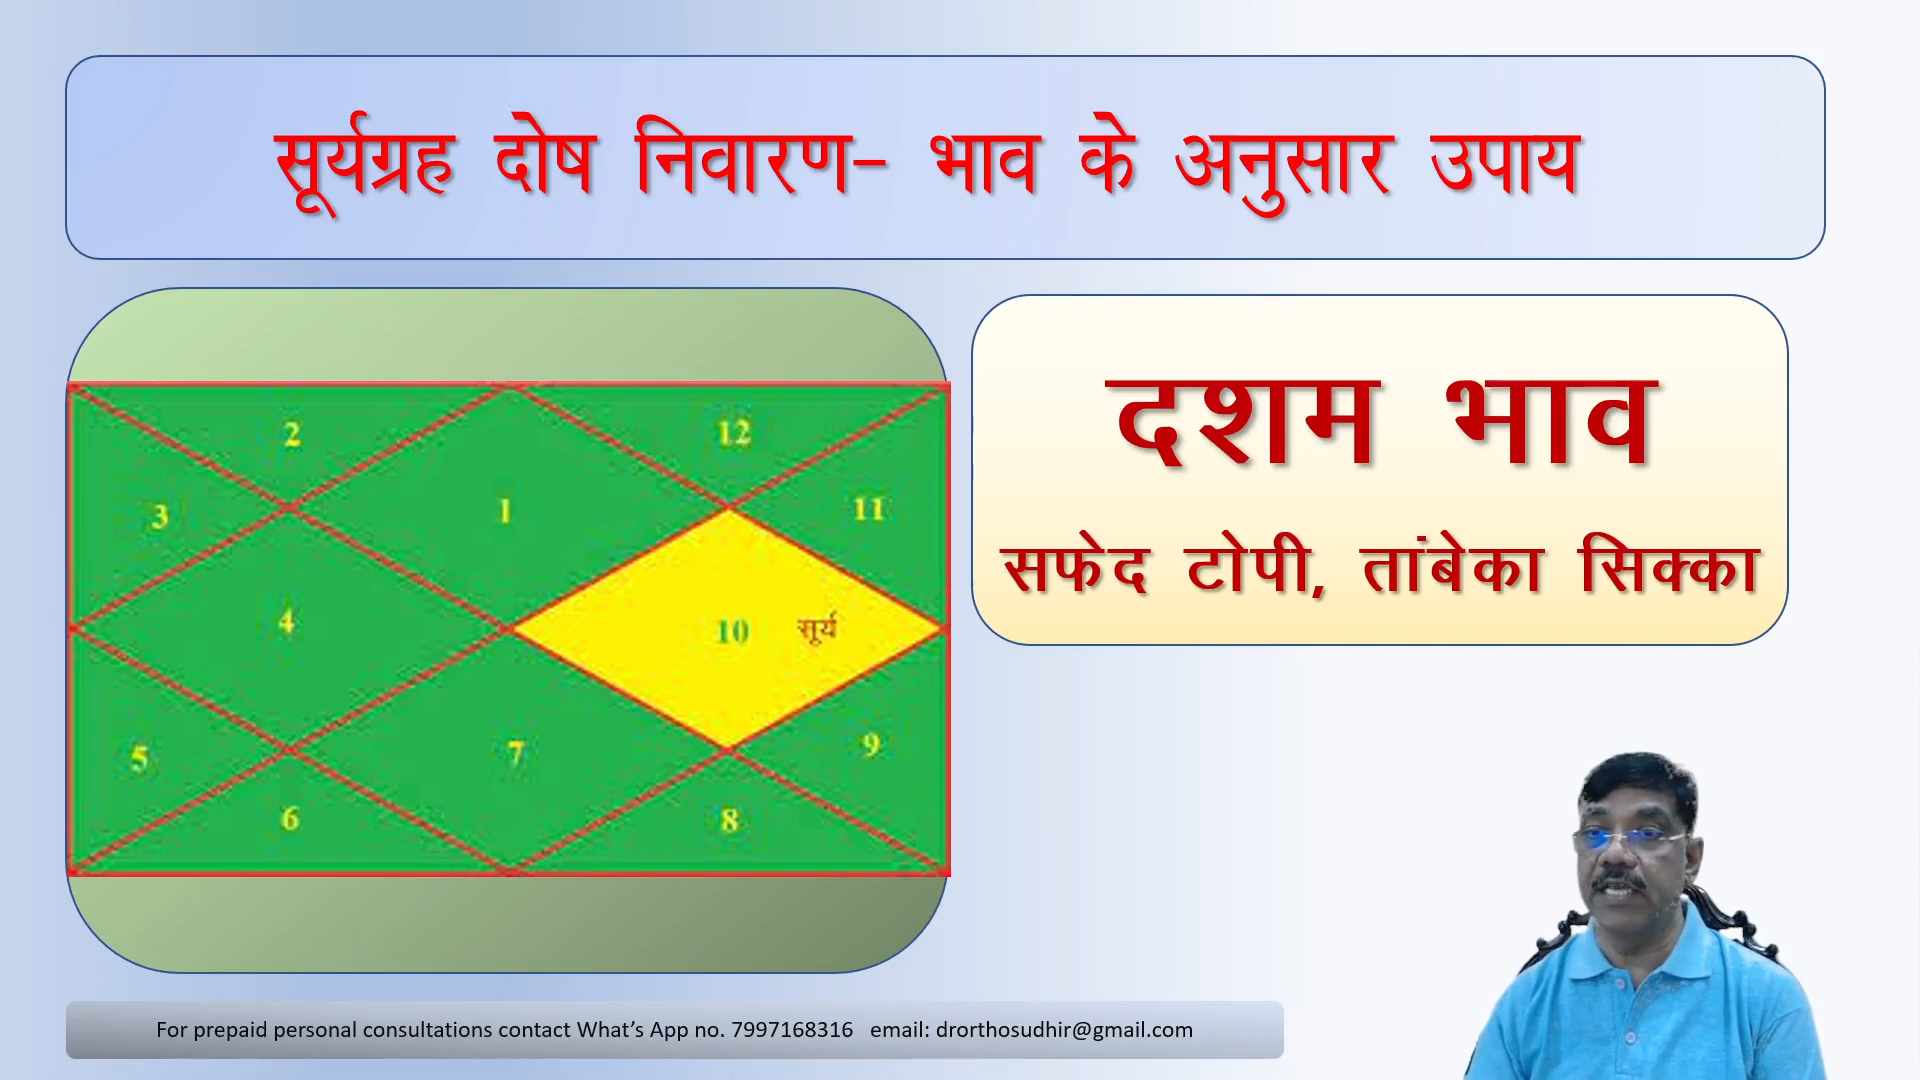 सूर्यग्रह दोष निवारण- भाव के अनुसार उपाय
दशम भाव
सफेद टोपी, तांबेका सिक्का
2
12
3
1
11
4
10 सूर्य
5
7
9
6
8
For prepaid personal consultations contact What's App no. 7997168316 email: drorthosudhir@gmail.com